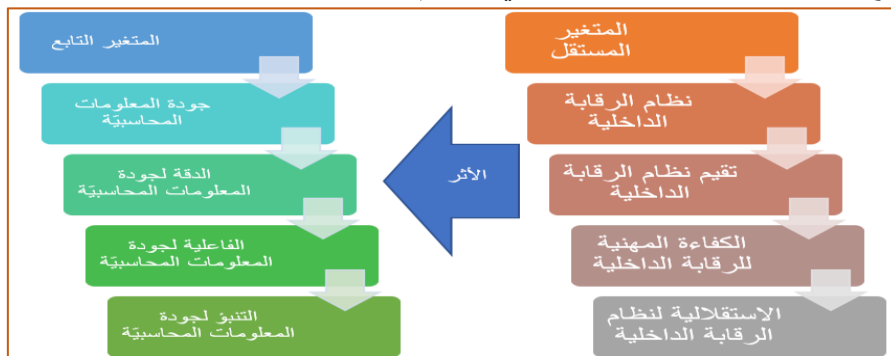 المتغير
المستقل
نظام الرقابة
الداخلية
تقيم نظام الرقابة
الداخلية
الكفاءة المهنية
للرقابة الداخلية
الاستقلالية لنظام
الرقابة الداخلية
الأثر
المتغير التابع
جودة المعلومات
المحاسبيّة
الدقة لجودة
المعلومات المحاسبيّة
الفاعلية لجودة
المعلومات المحاسبيّة
التنبؤ لجودة
المعلومات المحاسبيّة